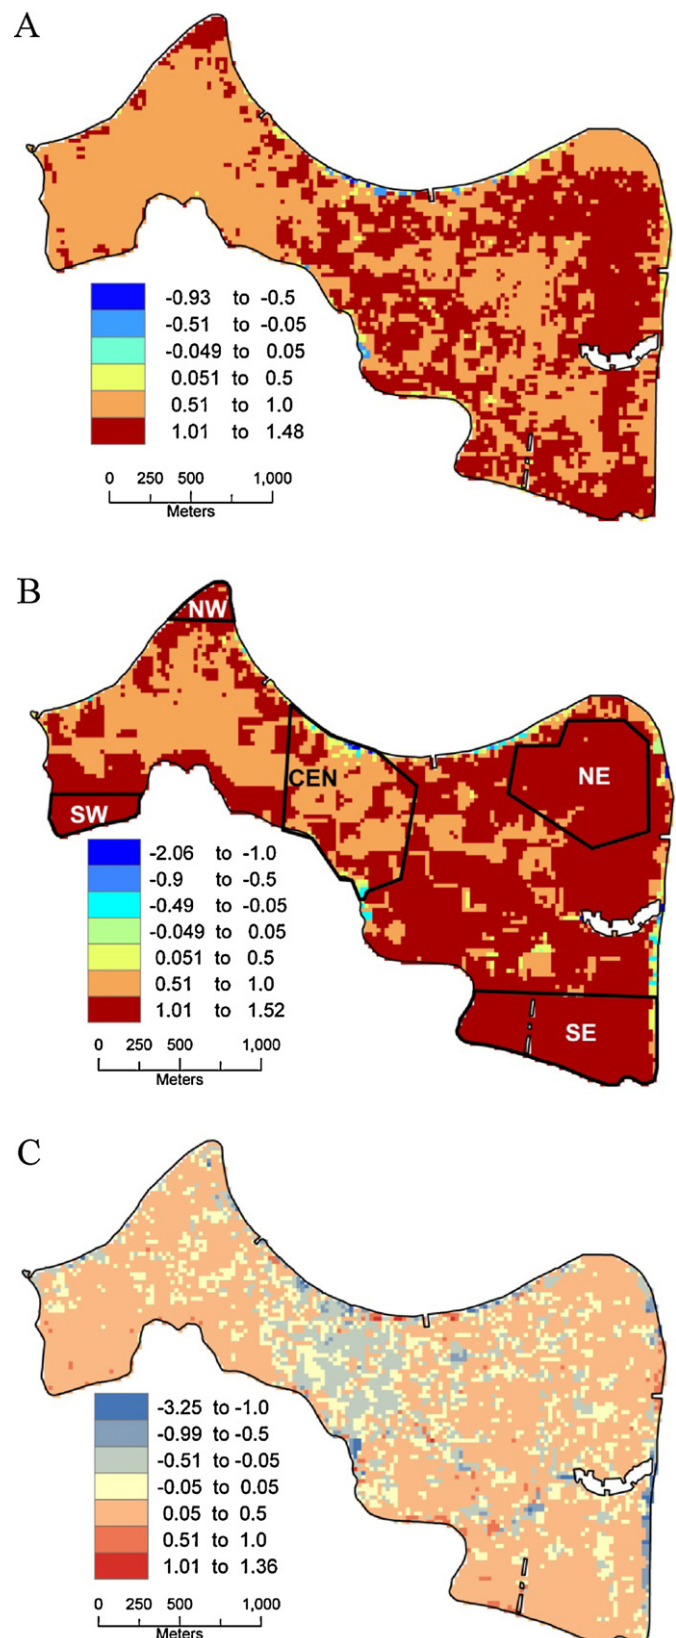 A
-0.93 to -0.5
-0.51 to -0.05
-0.049 to 0.05
0.051 to 0.5
0.51 to 1.0
1.01 to 1.48
0 250 500 1,000
Meters
B
NW
CEN
NE
SW
-2.06 to -1.0
-0.9 to -0.5
-0.49 to -0.05
-0.049 to 0.05
0.051 to 0.5
0.51 to 1.0
1.01 to 1.52
SE
0 250 500 1,000
Meters
C
-3.25 to -1.0
-0.99 to -0.5
-0.51 to -0.05
-0.05 to 0.05
0.05 to 0.5
0.51 to 1.0
1.01 to 1.36
0 250 500 1,000
Meters